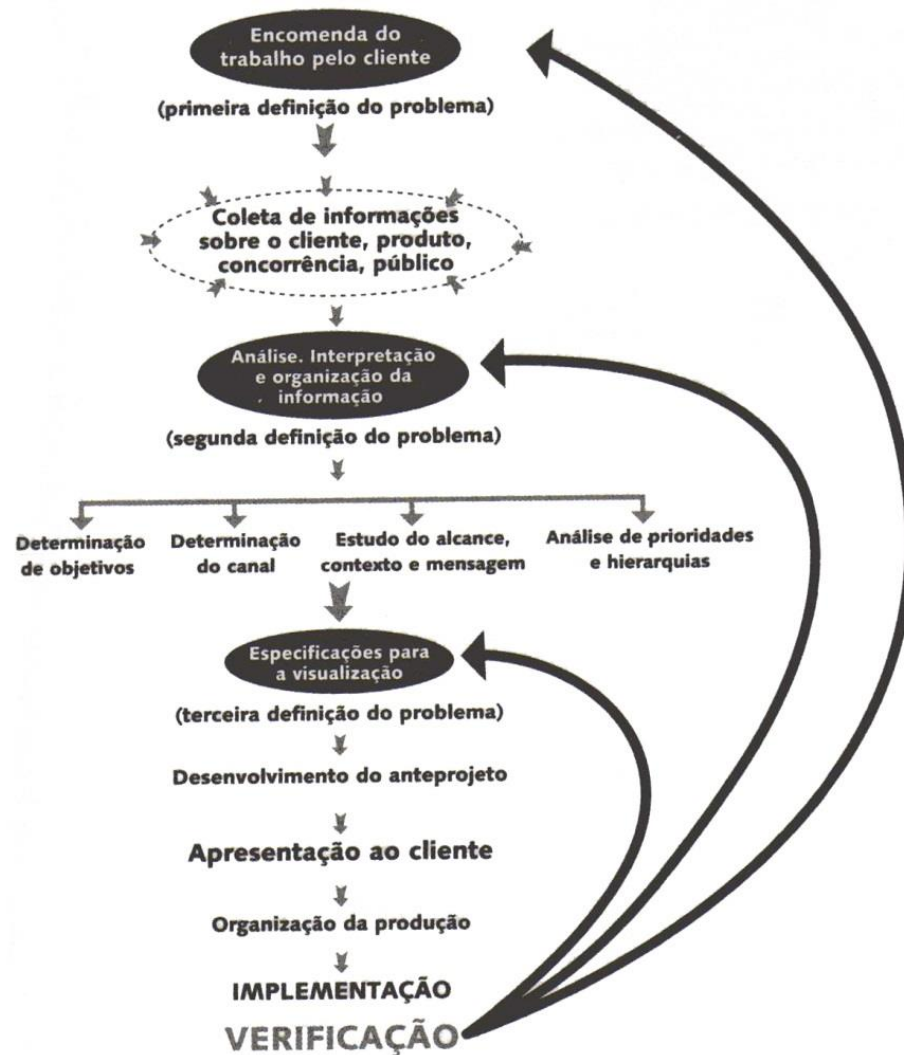 Encomenda do
trabalho pelo cliente
(primeira definição do problema)
Coleta de informações
sobre o cliente, produto,
concorrência, público
Análise. Interpretação
e organização da
informação
(segunda definição do problema)
Determinação
de objetivos
Determinação
do canal
Estudo do alcance,
contexto e mensagem
Análise de prioridades
e hierarquias
Especificações para
a visualização
(terceira definição do problema)
Desenvolvimento do anteprojeto
Apresentação ao cliente
Organização da produção
IMPLEMENTAÇÃO
VERIFICAÇÃO